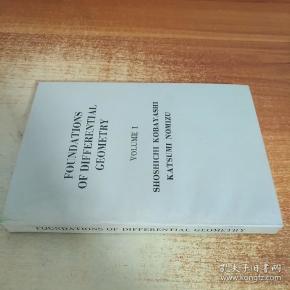 FOUNDATIONS
OF DIFFERENTIAL
GEOMETRY
VOLUME I
SHOSHICHI KOBAYASHI
KATSUMI NOMIZU
FOUNDATIONS OF DIFFERENTIAL GEOMETRY
孔夫子旧书网